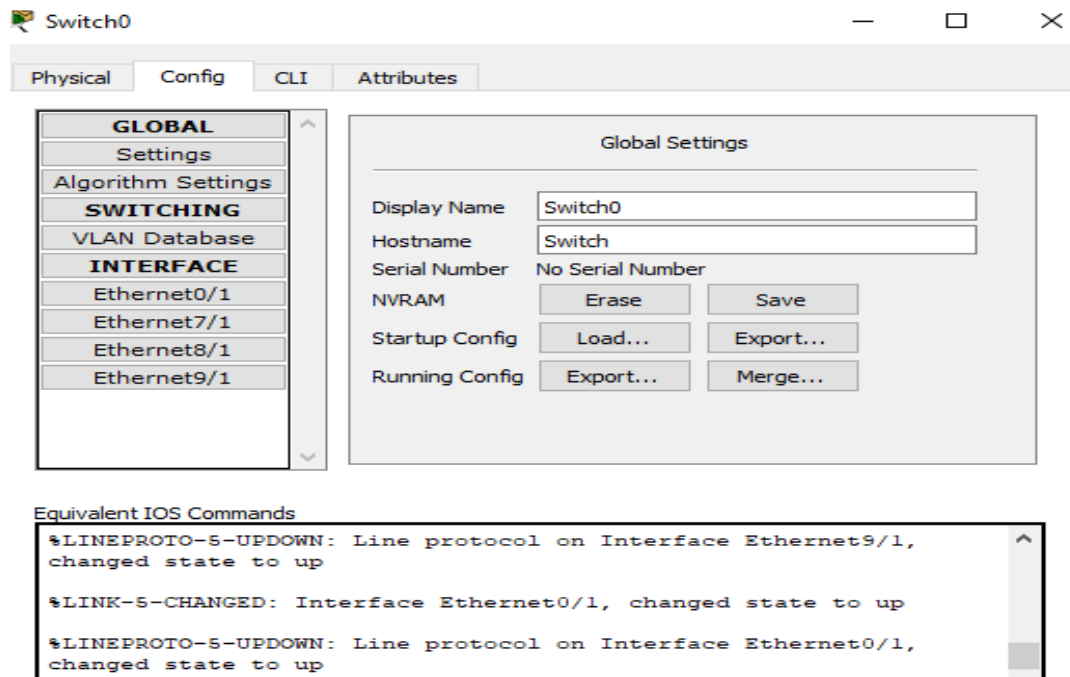 Switch0
Physical Config CLI Attributes
GLOBAL
Settings
Algorithm Settings
SWITCHING
VLAN Database
INTERFACE
Ethernet0/1
Ethernet7/1
Ethernet8/1
Ethernet9/1
Global Settings
Display Name Switch0
Hostname Switch
Serial Number No Serial Number
NVRAM Erase Save
Startup Config Load... Export...
Running Config Export... Merge...
Equivalent IOS Commands
%LINEPROTO-5-UPDOWN: Line protocol on Interface Ethernet9/1,
changed state to up
%LINK-5-CHANGED: Interface Ethernet0/1, changed state to up
%LINEPROTO-5-UPDOWN: Line protocol on Interface Ethernet0/1,
changed state to up